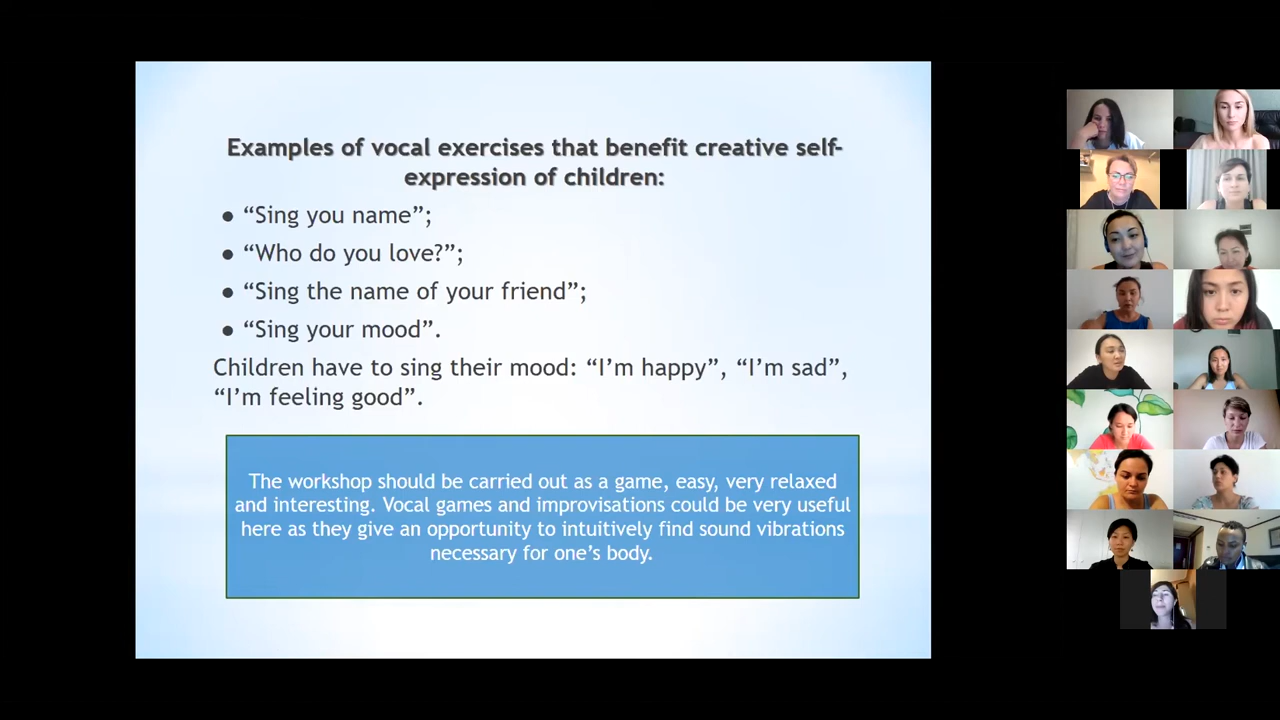 Examples of vocal exercises that benefit creative self-
expression of children:
● “Sing you name”;
● “Who do you love?”;
● “Sing the name of your friend”;
● “Sing your mood”.
Children have to sing their mood: “I’m happy”, “I’m sad”,
“I’m feeling good”.
The workshop should be carried out as a game, easy, very relaxed
and interesting. Vocal games and improvisations could be very useful
here as they give an opportunity to intuitively find sound vibrations
necessary for one’s body.